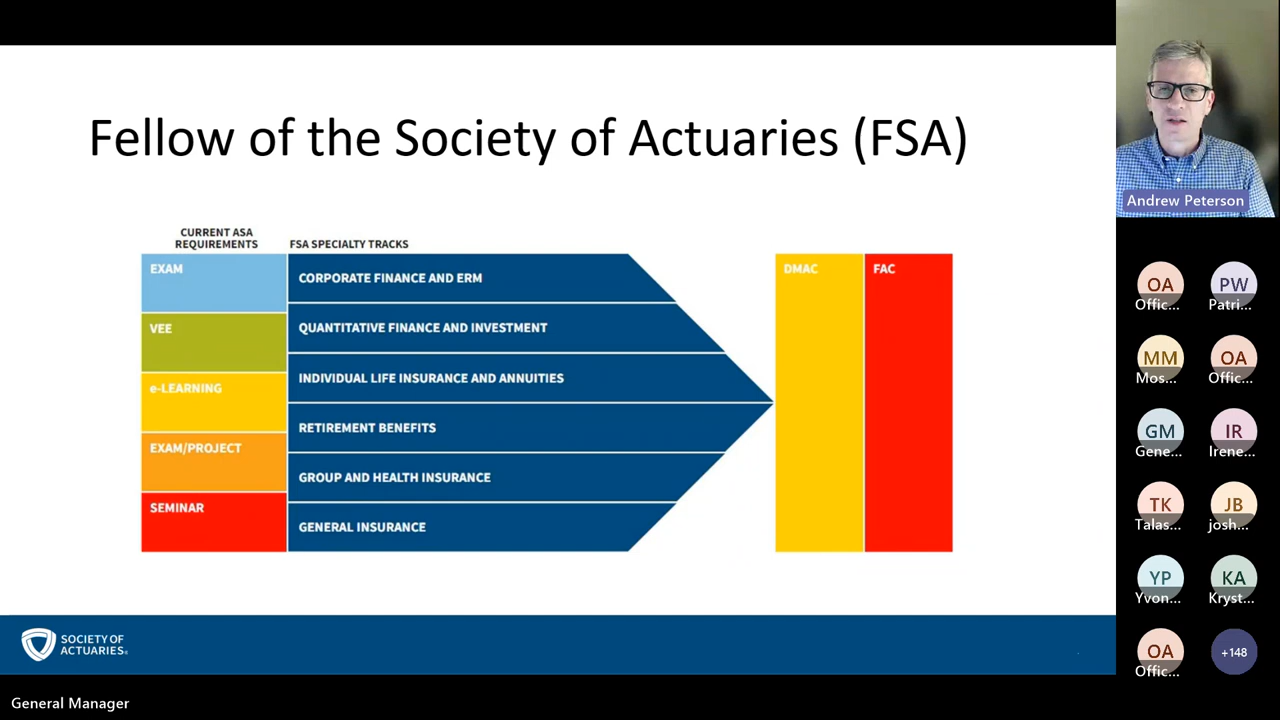 Fellow of the Society of Actuaries (FSA)
CURRENT ASA
REQUIREMENTS
FSA SPECIALTY TRACKS
EXAM
VEE
e-LEARNING
EXAM/PROJECT
SEMINAR
CORPORATE FINANCE AND ERM
QUANTITATIVE FINANCE AND INVESTMENT
INDIVIDUAL LIFE INSURANCE AND ANNUITIES
RETIREMENT BENEFITS
GROUP AND HEALTH INSURANCE
GENERAL INSURANCE
DMAC
FAC
SOCIETY OF
ACTUARIES®
General Manager
Andrew Peterson
OA
Offic...
PW
Patri...
MM
Mos...
OA
Offic...
GM
Gene...
IR
Irene...
TK
Talas...
JB
josh...
YP
Yvon...
KA
Kryst...
OA
Offic...
+148